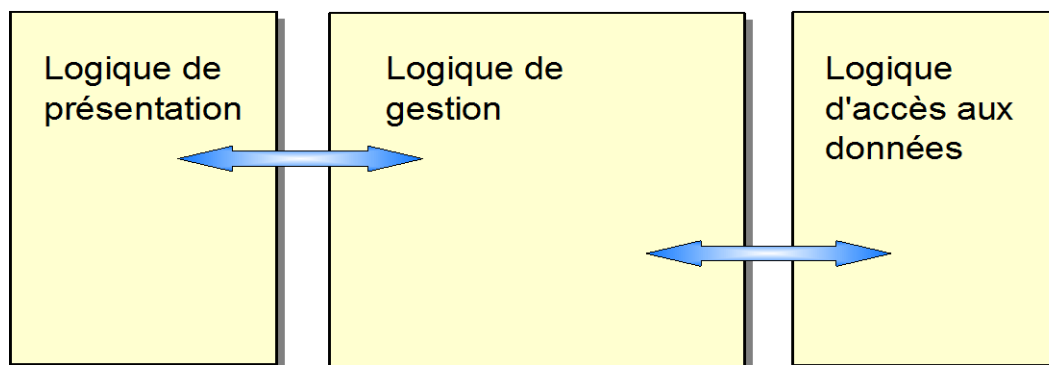 Logique de
présentation
Logique de
gestion
Logique
d'accès aux
données